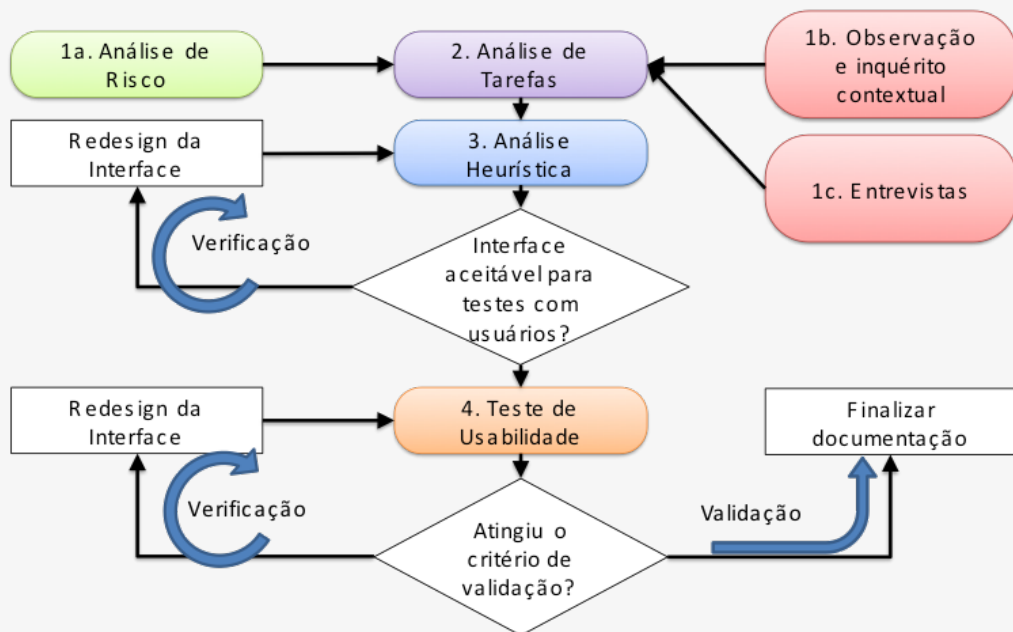 1a. Análise de
Risco
2. Análise de
Tarefas
1b. Observação
e inquérito
contextual
Redesign da
Interface
3. Análise
Heurística
1c. Entrevistas
Verificação
Interface
aceitável para
testes com
usuários?
Redesign da
Interface
4. Teste de
Usabilidade
Finalizar
documentação
Verificação
Validação
Atingiu o
critério de
validação?